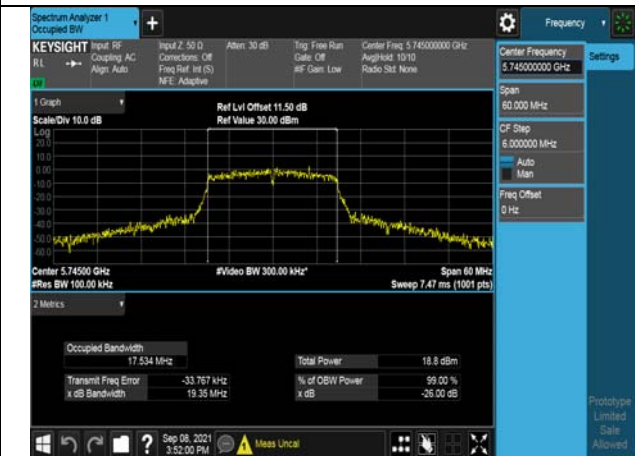 Spectrum Analyzer 1
Occupied BW
+
Frequency
KEYSIGHT
RL
Input: RF
Coupling: AC
Align: Auto
Input Z: 50 Ω
Corrections: Off
Freq Ref: Int (S)
NFE: Adaptive
Atten: 30 dB
Trig: Free Run
Gate: Off
#IF Gain: Low
Center Freq: 5.745000000 GHz
Avg|Hold: 10/10
Radio Std: None
1 Graph
Scale/Div 10.0 dB
Ref Lvl Offset 11.50 dB
Ref Value 30.00 dBm
Log
20.0
10.0
0.00
-10.0
-20.0
-30.0
-40.0
-50.0
-60.0
Center 5.74500 GHz
#Res BW 100.00 kHz
#Video BW 300.00 kHz*
Span 60 MHz
Sweep 7.47 ms (1001 pts)
2 Metrics
Occupied Bandwidth
17.534 MHz
Transmit Freq Error -33.767 kHz
x dB Bandwidth 19.35 MHz
Total Power 18.8 dBm
% of OBW Power 99.00 %
x dB -26.00 dB
Sep 08, 2021
3:52:00 PM
Meas Uncal
Center Frequency
5.745000000 GHz
Settings
Span
60.000 MHz
CF Step
6.000000 MHz
Auto
Man
Freq Offset
0 Hz
Prototype
Limited
Sale
Allowed